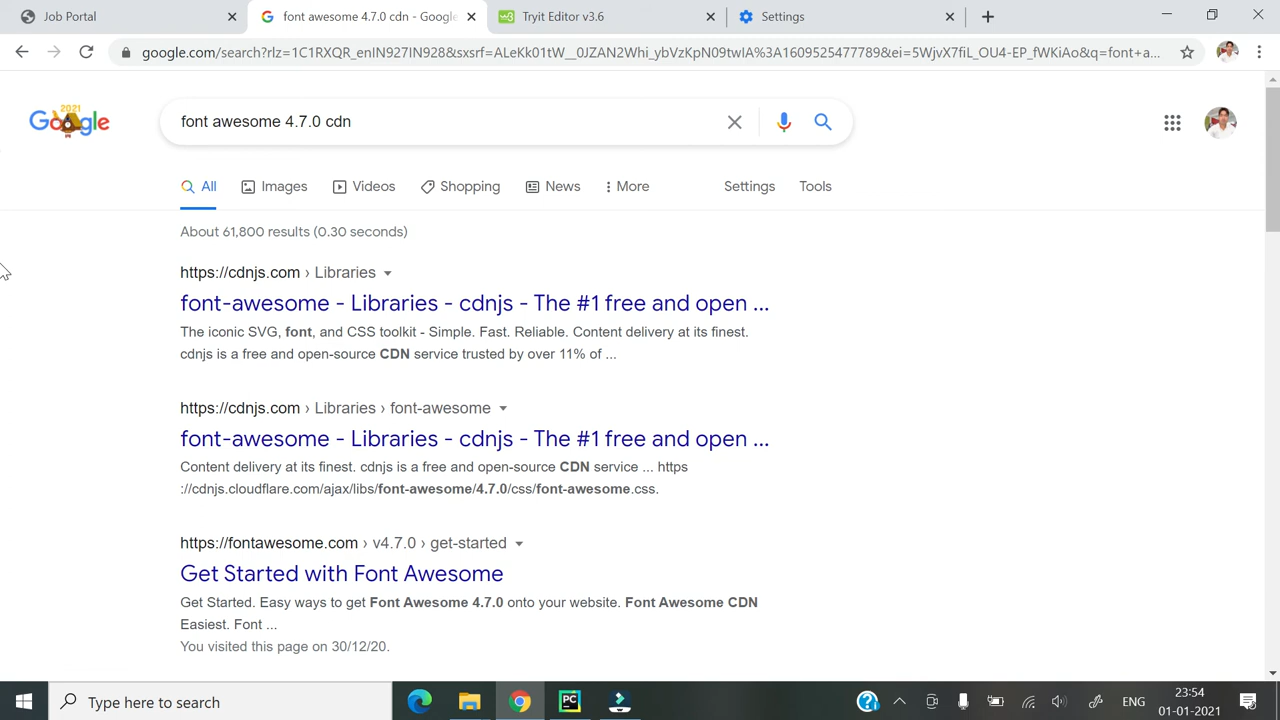 Job Portal
font awesome 4.7.0 cdn - Google
Tryit Editor v3.6
Settings
google.com/search?rlz=1C1RXQR_enIN927IN928&sxsrf=ALeKk01tW__0JZAN2Whi_ybVzKpN09twIA%3A1609525477789&ei=5WjvX7fiL_OU4-EP_fWKiAo&q=font+a...
2021
Google
font awesome 4.7.0 cdn
All
Images
Videos
Shopping
News
More
Settings
Tools
About 61,800 results (0.30 seconds)
https://cdnjs.com › Libraries
font-awesome - Libraries - cdnjs - The #1 free and open ...
The iconic SVG, font, and CSS toolkit - Simple. Fast. Reliable. Content delivery at its finest.
cdnjs is a free and open-source CDN service trusted by over 11% of ...
https://cdnjs.com › Libraries › font-awesome
font-awesome - Libraries - cdnjs - The #1 free and open ...
Content delivery at its finest. cdnjs is a free and open-source CDN service ... https
://cdnjs.cloudflare.com/ajax/libs/font-awesome/4.7.0/css/font-awesome.css.
https://fontawesome.com › v4.7.0 › get-started
Get Started with Font Awesome
Get Started. Easy ways to get Font Awesome 4.7.0 onto your website. Font Awesome CDN
Easiest. Font ...
You visited this page on 30/12/20.
Type here to search
PC
ENG
23:54
01-01-2021